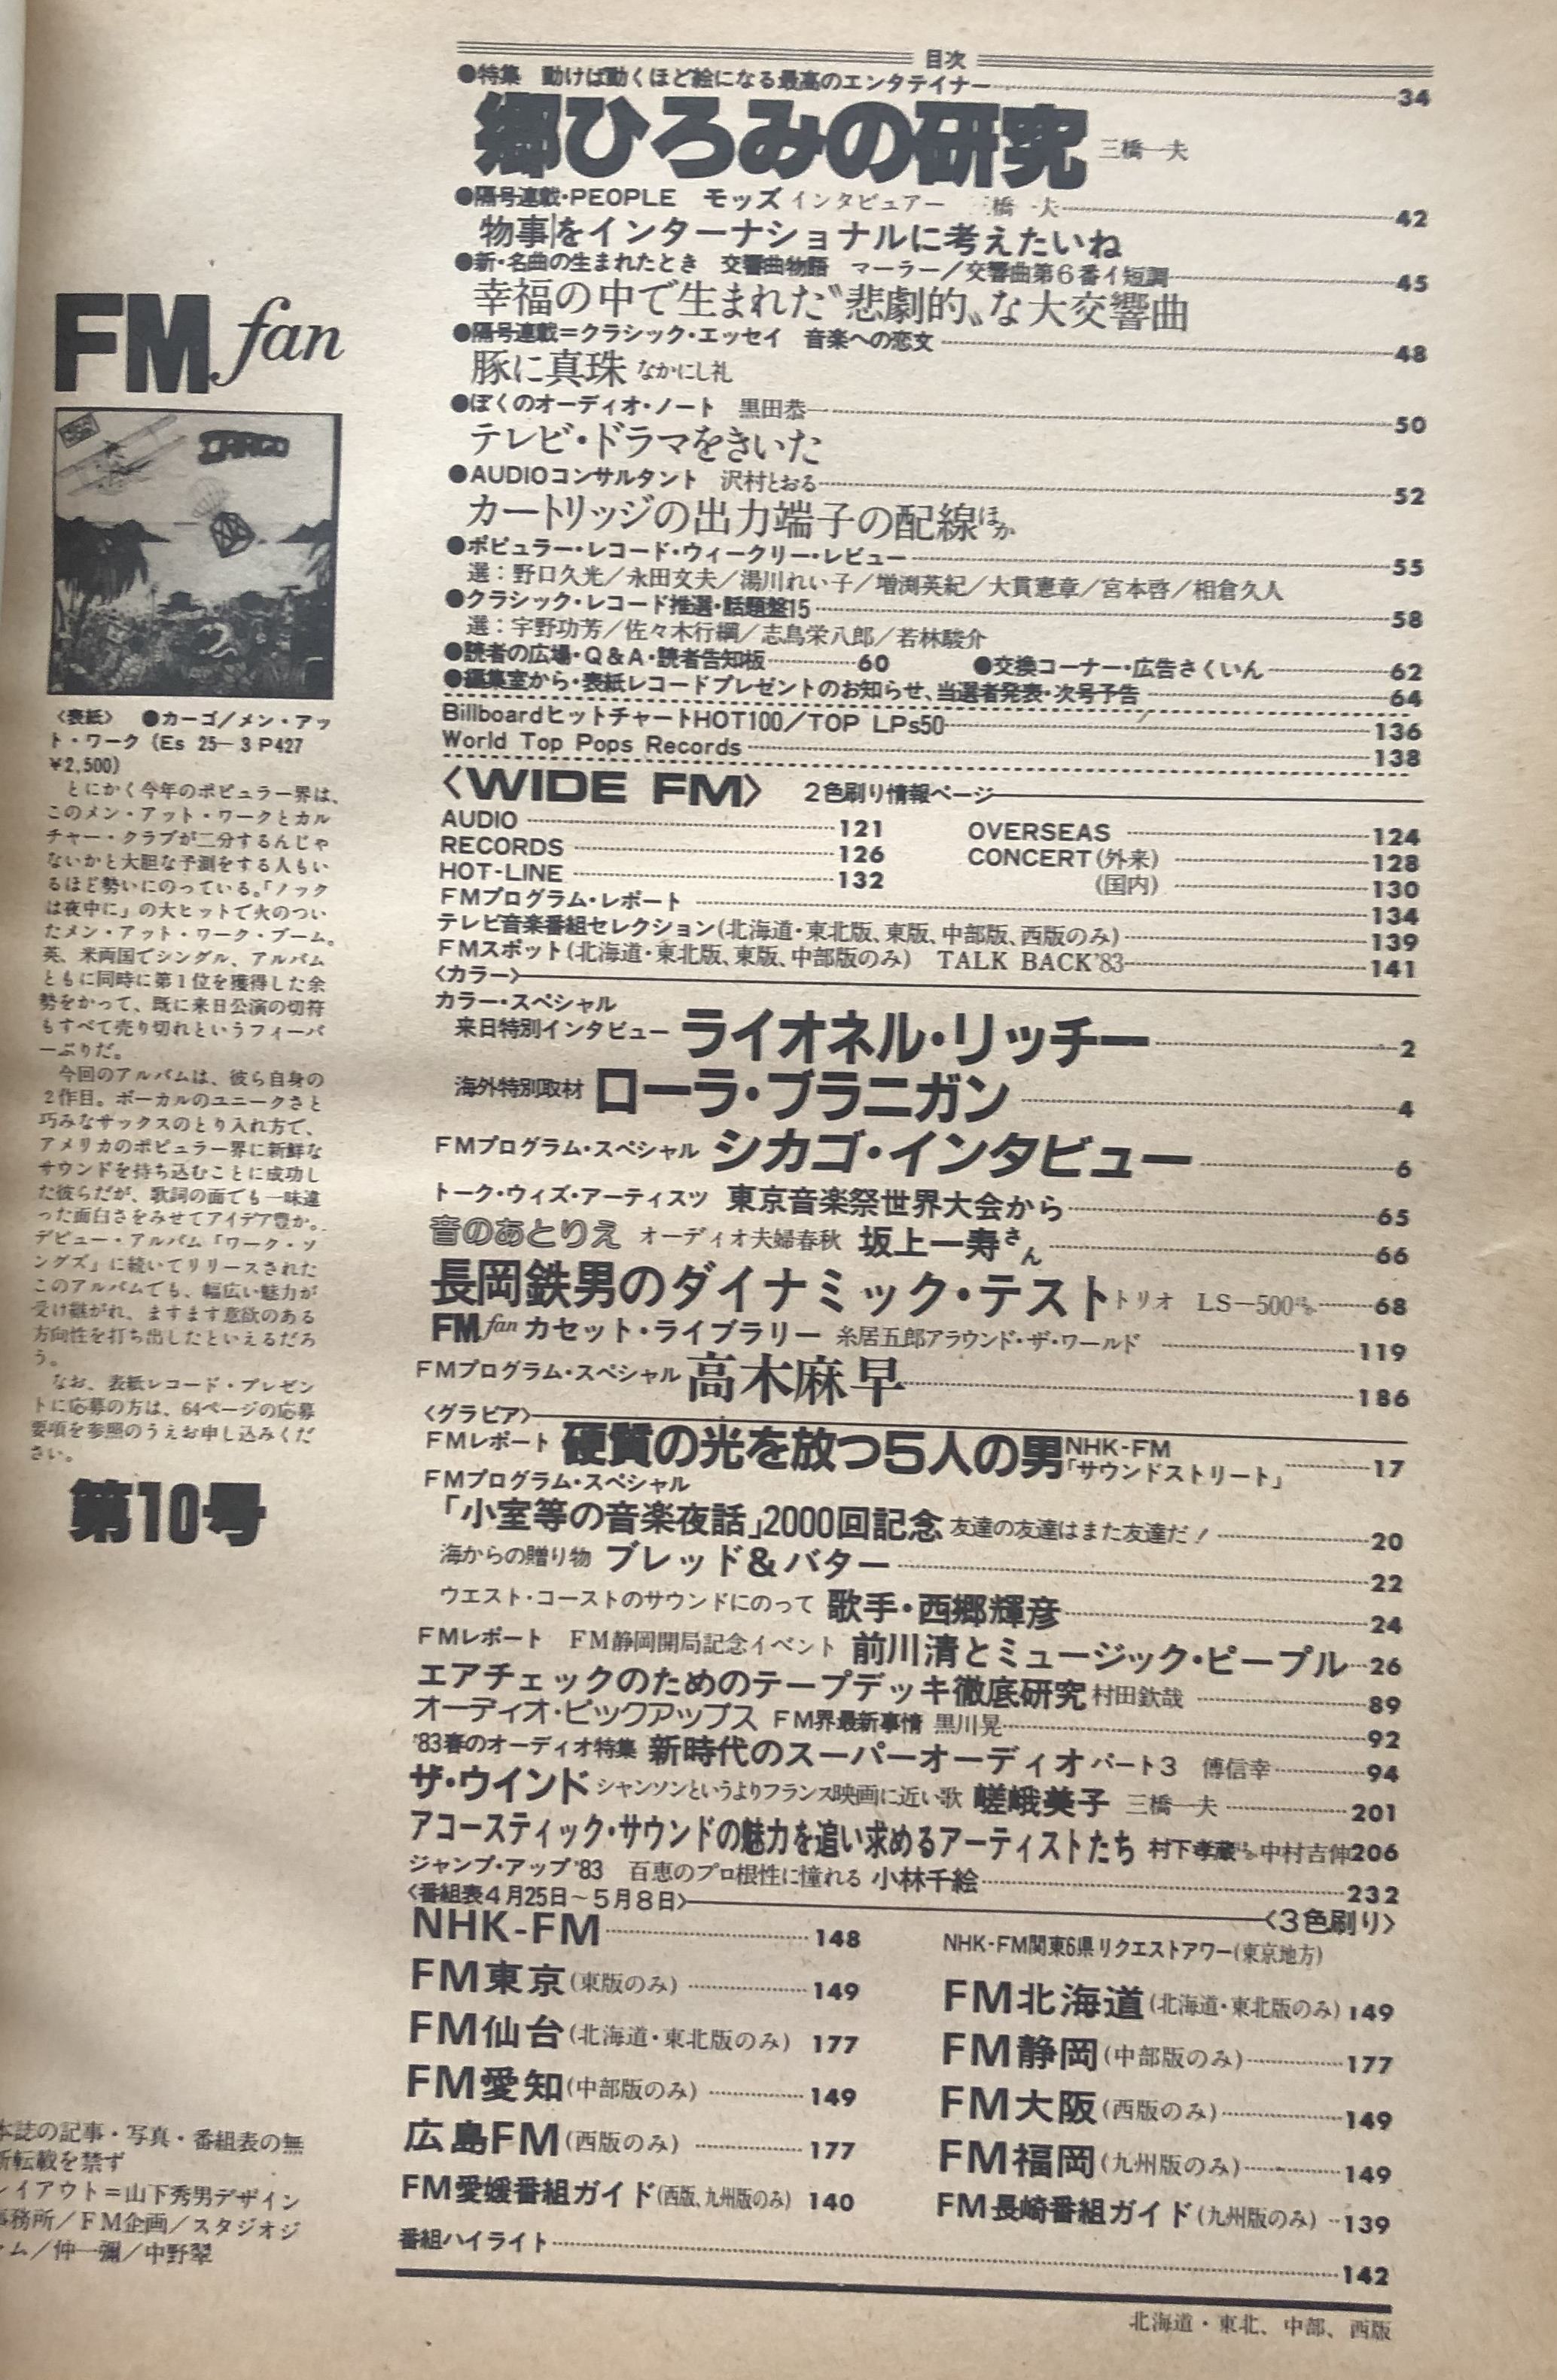 目次
●特集 動けば動くほど絵になる最高のエンタテイナー 34
郷ひろみの研究 三橋一夫
●隔号連載・PEOPLE モッズ インタビュアー 三橋一夫 42
物事をインターナショナルに考えたいね
●新・名曲の生まれたとき 交響曲物語 マーラー／交響曲第6番イ短調 45
幸福の中で生まれた〝悲劇的〟な大交響曲
●隔号連載=クラシック・エッセイ 音楽への恋文 48
豚に真珠 なかにし礼
●ぼくのオーディオ・ノート 黒田恭一 50
テレビ・ドラマをきいた
●AUDIOコンサルタント 沢村とおる 52
カートリッジの出力端子の配線ほか
●ポピュラー・レコード・ウィークリー・レビュー 55
選：野口久光／永田文夫／湯川れい子／増渕英紀／大貫憲章／宮本啓／相倉久人
●クラシック・レコード推選・話題盤15 58
選：宇野功芳／佐々木行綱／志鳥栄八郎／若林駿介
●読者の広場・Q&A・読者告知板 60 ●交換コーナー・広告さくいん 62
●編集室から・表紙レコードプレゼントのお知らせ、当選者発表・次号予告 64
BillboardヒットチャートHOT100／TOP LPs50 136
World Top Pops Records 138
〈WIDE FM〉 2色刷り情報ページ
AUDIO 121 OVERSEAS 124
RECORDS 126 CONCERT(外来) 128
HOT-LINE 132 (国内) 130
FMプログラム・レポート 134
テレビ音楽番組セレクション(北海道・東北版、東版、中部版、西版のみ) 139
FMスポット(北海道・東北版、東版、中部版のみ) TALK BACK'83 141
〈カラー〉
カラー・スペシャル
来日特別インタビュー ライオネル・リッチー 2
海外特別取材 ローラ・ブラニガン 4
FMプログラム・スペシャル シカゴ・インタビュー 6
トーク・ウィズ・アーティスツ 東京音楽祭世界大会から 65
音のあとりえ オーディオ夫婦春秋 坂上一寿さん 66
長岡鉄男のダイナミック・テスト トリオ LS―500ほか 68
FM fan カセット・ライブラリー 糸居五郎アラウンド・ザ・ワールド 119
FMプログラム・スペシャル 高木麻早 186
〈グラビア〉
FMレポート 硬質の光を放つ5人の男 NHK-FM「サウンドストリート」 17
FMプログラム・スペシャル
「小室等の音楽夜話」2000回記念 友達の友達はまた友達だ！ 20
海からの贈り物 ブレッド&バター 22
ウエスト・コーストのサウンドにのって 歌手・西郷輝彦 24
FMレポート FM静岡開局記念イベント 前川清とミュージック・ピープル 26
エアチェックのためのテープデッキ徹底研究 村田欽哉 89
オーディオ・ピックアップス FM界最新事情 黒川晃 92
'83春のオーディオ特集 新時代のスーパーオーディオ パート3 傅信幸 94
ザ・ウインド シャンソンというよりフランス映画に近い歌 嵯峨美子 三橋一夫 201
アコースティック・サウンドの魅力を追い求めるアーティストたち 村下孝蔵ほか 中村吉伸 206
ジャンプ・アップ'83 百恵のプロ根性に憧れる 小林千絵 232
〈番組表4月25日～5月8日〉 〈3色刷り〉
NHK-FM 148 NHK-FM関東6県リクエストアワー(東京地方)
FM東京(東版のみ) 149 FM北海道(北海道・東北版のみ) 149
FM仙台(北海道・東北版のみ) 177 FM静岡(中部版のみ) 177
FM愛知(中部版のみ) 149 FM大阪(西版のみ) 149
広島FM(西版のみ) 177 FM福岡(九州版のみ) 149
FM愛媛番組ガイド(西版、九州版のみ) 140 FM長崎番組ガイド(九州版のみ) 139
番組ハイライト 142
北海道・東北、中部、西版
FM fan
CARGO
〈表紙〉 ●カーゴ／メン・アッ
ト・ワーク (Es 25―3P427
¥2,500)
とにかく今年のポピュラー界は、
このメン・アット・ワークとカル
チャー・クラブが二分するんじゃ
ないかと大胆な予測をする人もい
るほど勢いにのっている。「ノック
は夜中に」の大ヒットで火のつい
たメン・アット・ワーク・ブーム。
英、米両国でシングル、アルバム
ともに同時に第1位を獲得した余
勢をかって、既に来日公演の切符
もすべて売り切れというフィーバ
ーぶりだ。
今回のアルバムは、彼ら自身の
2作目。ボーカルのユニークさと
巧みなサックスのとり入れ方で、
アメリカのポピュラー界に新鮮な
サウンドを持ち込むことに成功し
た彼らだが、歌詞の面でも一味違
った面白さをみせてアイデア豊か。
デビュー・アルバム「ワーク・ソ
ングズ」に続いてリリースされた
このアルバムでも、幅広い魅力が
受け継がれ、ますます意欲のある
方向性を打ち出したといえるだろ
う。
なお、表紙レコード・プレゼン
トに応募の方は、64ページの応募
要項を参照のうえお申し込みくだ
さい。
第10号
本誌の記事・写真・番組表の無
断転載を禁ず
レイアウト＝山下秀男デザイン
事務所／FM企画／スタジオジ
ャム／仲一彌／中野翠